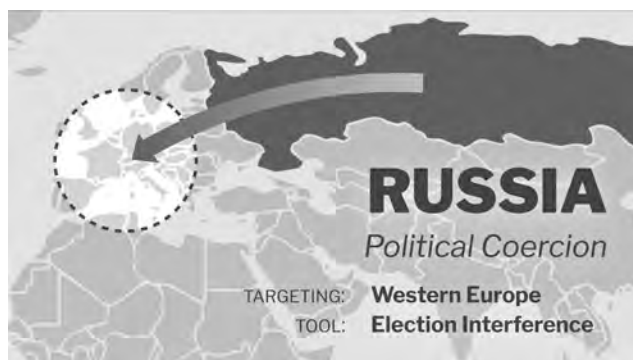 RUSSIA
Political Coercion
TARGETING: Western Europe
TOOL: Election Interference